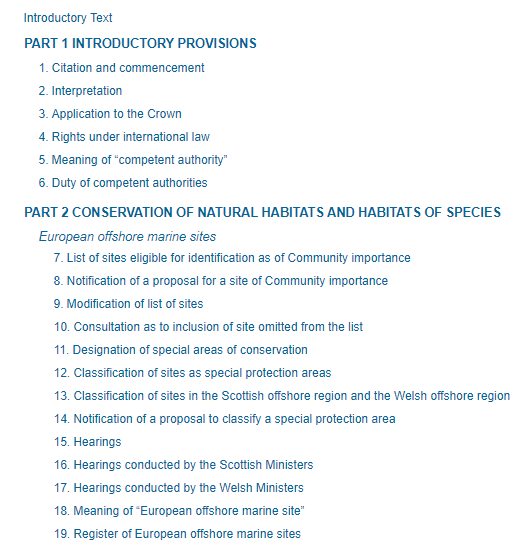 Introductory Text
PART 1 INTRODUCTORY PROVISIONS
1. Citation and commencement
2. Interpretation
3. Application to the Crown
4. Rights under international law
5. Meaning of “competent authority”
6. Duty of competent authorities
PART 2 CONSERVATION OF NATURAL HABITATS AND HABITATS OF SPECIES
European offshore marine sites
7. List of sites eligible for identification as of Community importance
8. Notification of a proposal for a site of Community importance
9. Modification of list of sites
10. Consultation as to inclusion of site omitted from the list
11. Designation of special areas of conservation
12. Classification of sites as special protection areas
13. Classification of sites in the Scottish offshore region and the Welsh offshore region
14. Notification of a proposal to classify a special protection area
15. Hearings
16. Hearings conducted by the Scottish Ministers
17. Hearings conducted by the Welsh Ministers
18. Meaning of “European offshore marine site”
19. Register of European offshore marine sites